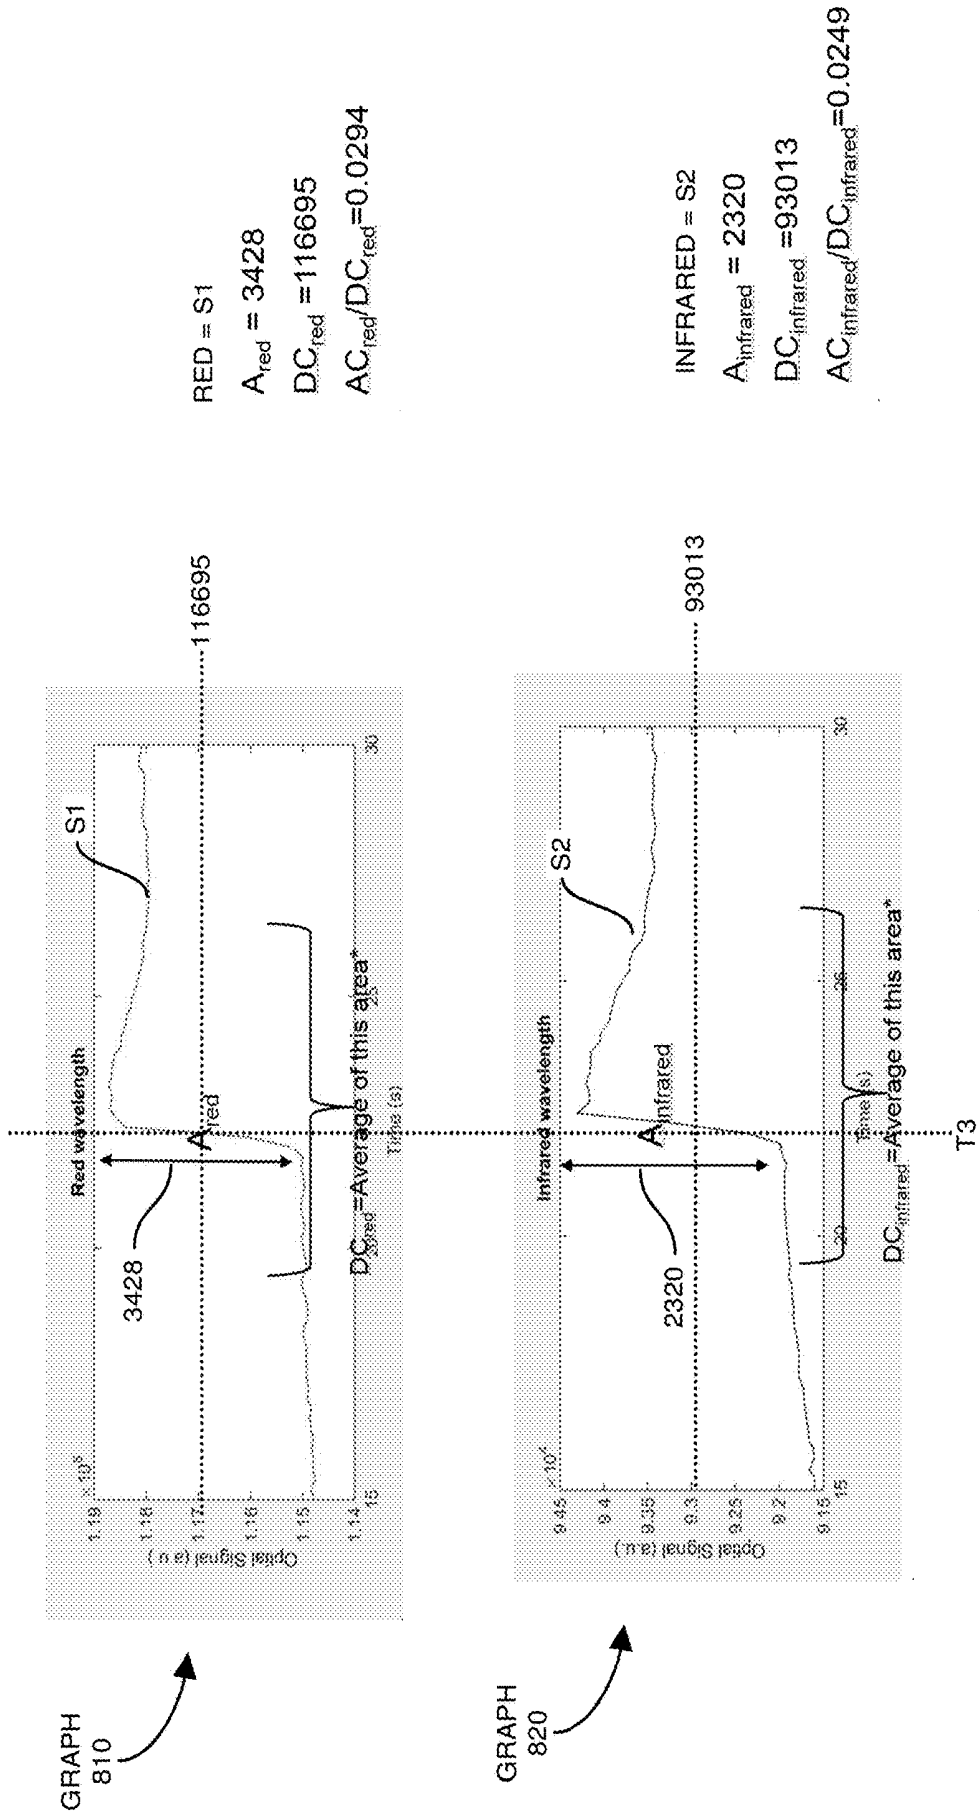 GRAPH
810
Red wavelength
×10⁵
1.19
1.18
1.17
1.16
1.15
1.14
Optical Signal (a.u.)
15
25
30
Time (s)
S1
3428
A_red
116695
DC_red=Average of this area*
RED = S1
A_red = 3428
DC_red =116695
AC_red/DC_red=0.0294
GRAPH
820
Infrared wavelength
×10⁴
9.45
9.4
9.35
9.3
9.25
9.2
9.15
Optical Signal (a.u.)
15
20
25
30
Time (s)
S2
2320
A_infrared
93013
DC_infrared=Average of this area*
T3
INFRARED = S2
A_infrared = 2320
DC_infrared =93013
AC_infrared/DC_infrared=0.0249